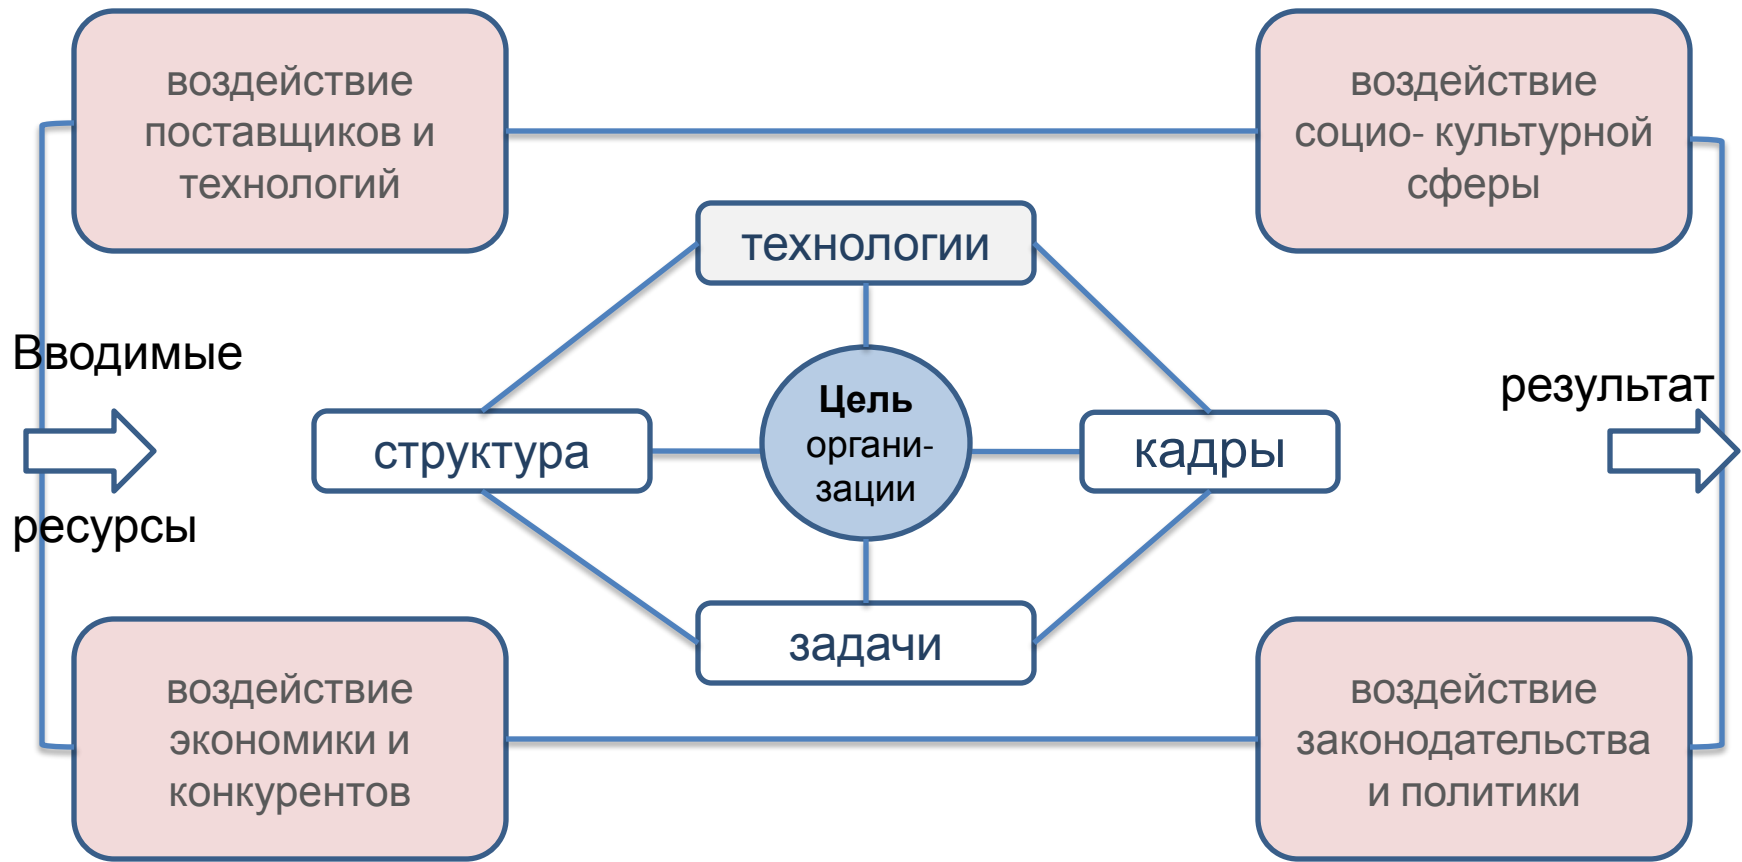 воздействие
поставщиков и
технологий
воздействие
социо- культурной
сферы
технологии
Вводимые
результат
Цель
органи-
зации
структура
кадры
ресурсы
задачи
воздействие
экономики и
конкурентов
воздействие
законодательства
и политики